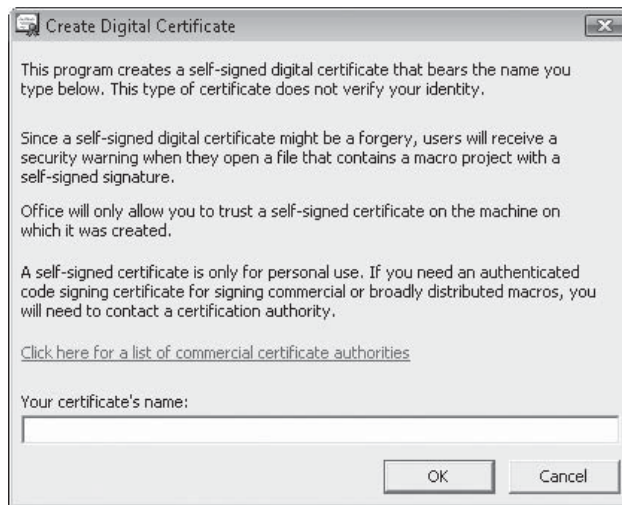 Create Digital Certificate
This program creates a self-signed digital certificate that bears the name you
type below. This type of certificate does not verify your identity.
Since a self-signed digital certificate might be a forgery, users will receive a
security warning when they open a file that contains a macro project with a
self-signed signature.
Office will only allow you to trust a self-signed certificate on the machine on
which it was created.
A self-signed certificate is only for personal use. If you need an authenticated
code signing certificate for signing commercial or broadly distributed macros, you
will need to contact a certification authority.
Click here for a list of commercial certificate authorities
Your certificate's name:
OK Cancel